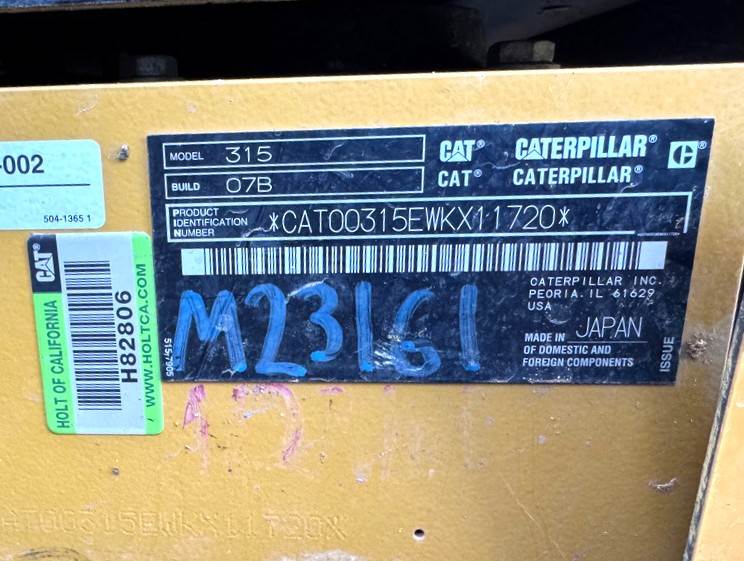 -002
504-1365 1
HOLT OF CALIFORNIA CAT
H82806
WWW.HOLTCA.COM
MODEL 315
BUILD 07B
PRODUCT IDENTIFICATION NUMBER *CAT00315EWKX11720*
CAT® CATERPILLAR® C
CAT® CATERPILLAR®
CATERPILLAR INC.
PEORIA, IL 61629
USA
MADE IN JAPAN
OF DOMESTIC AND
FOREIGN COMPONENTS
ISSUE
M23161
AT00315EWKX11720*